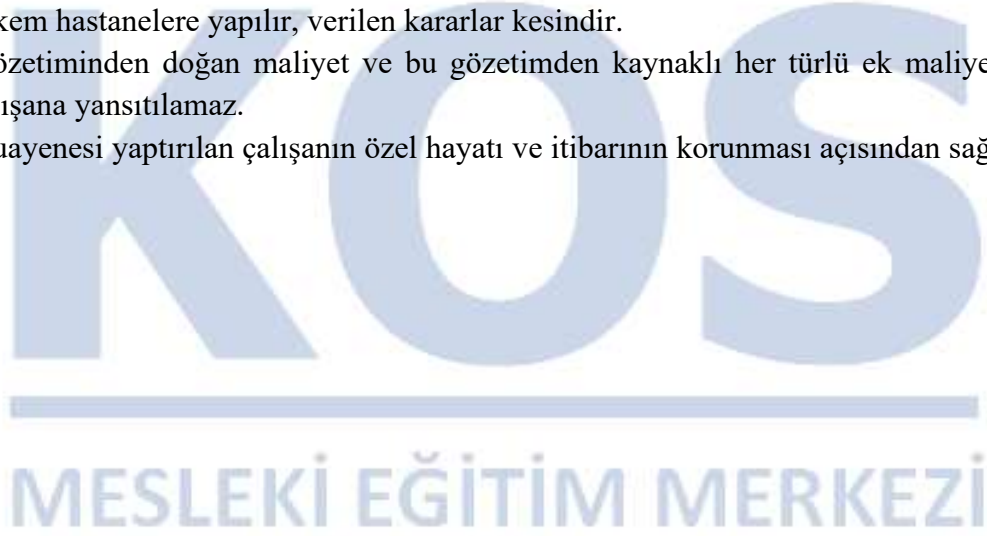 kem hastanelere yapılır, verilen kararlar kesindir.
özetiminden doğan maliyet ve bu gözetimden kaynaklı her türlü ek maliye
ışana yansıtılamaz.
uayenesi yaptırılan çalışanın özel hayatı ve itibarının korunması açısından sağ
KOS
MESLEKİ EĞİTİM MERKEZİ